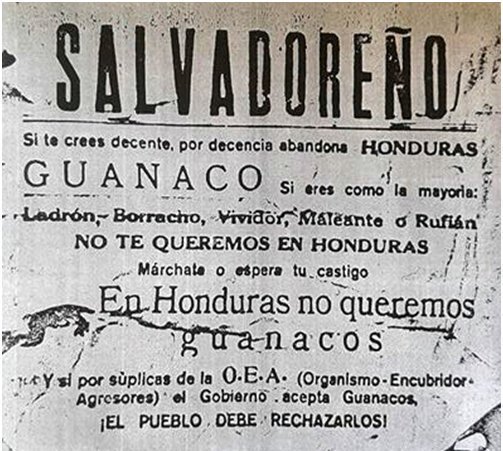 SALVADOREÑO
Si te crees decente, por decencia abandona HONDURAS
GUANACO Si eres como la mayoría:
Ladrón, Borracho, Vividor, Maleante o Rufián
NO TE QUEREMOS EN HONDURAS
Márchate o espera tu castigo
En Honduras no queremos
guanacos
Y si por sùplicas de la O.E.A. (Organismo-Encubridor-
Agresores) el Gobierno acepta Guanacos,
¡EL PUEBLO DEBE RECHAZARLOS!